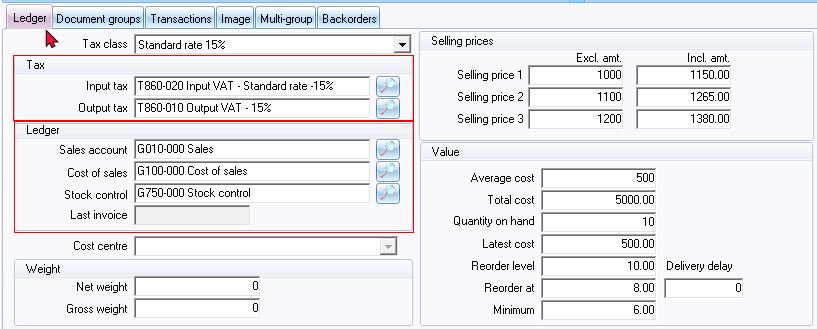 Ledger Document groups Transactions Image Multi-group Backorders
Tax class Standard rate 15%
Tax
Input tax T860-020 Input VAT - Standard rate -15%
Output tax T860-010 Output VAT - 15%
Ledger
Sales account G010-000 Sales
Cost of sales G100-000 Cost of sales
Stock control G750-000 Stock control
Last invoice
Cost centre
Weight
Net weight 0
Gross weight 0
Selling prices
Excl. amt. Incl. amt.
Selling price 1 1000 1150.00
Selling price 2 1100 1265.00
Selling price 3 1200 1380.00
Value
Average cost 500
Total cost 5000.00
Quantity on hand 10
Latest cost 500.00
Reorder level 10.00 Delivery delay
Reorder at 8.00 0
Minimum 6.00